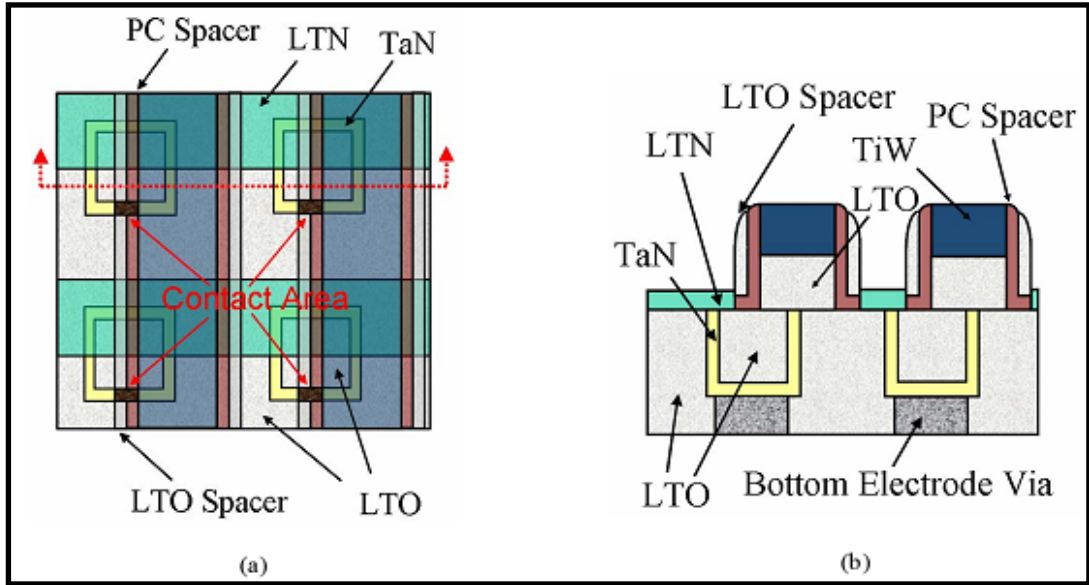 PC Spacer
LTN
TaN
Contact Area
LTO Spacer
LTO
(a)
LTO Spacer
PC Spacer
LTN
TiW
LTO
TaN
LTO
Bottom Electrode Via
(b)